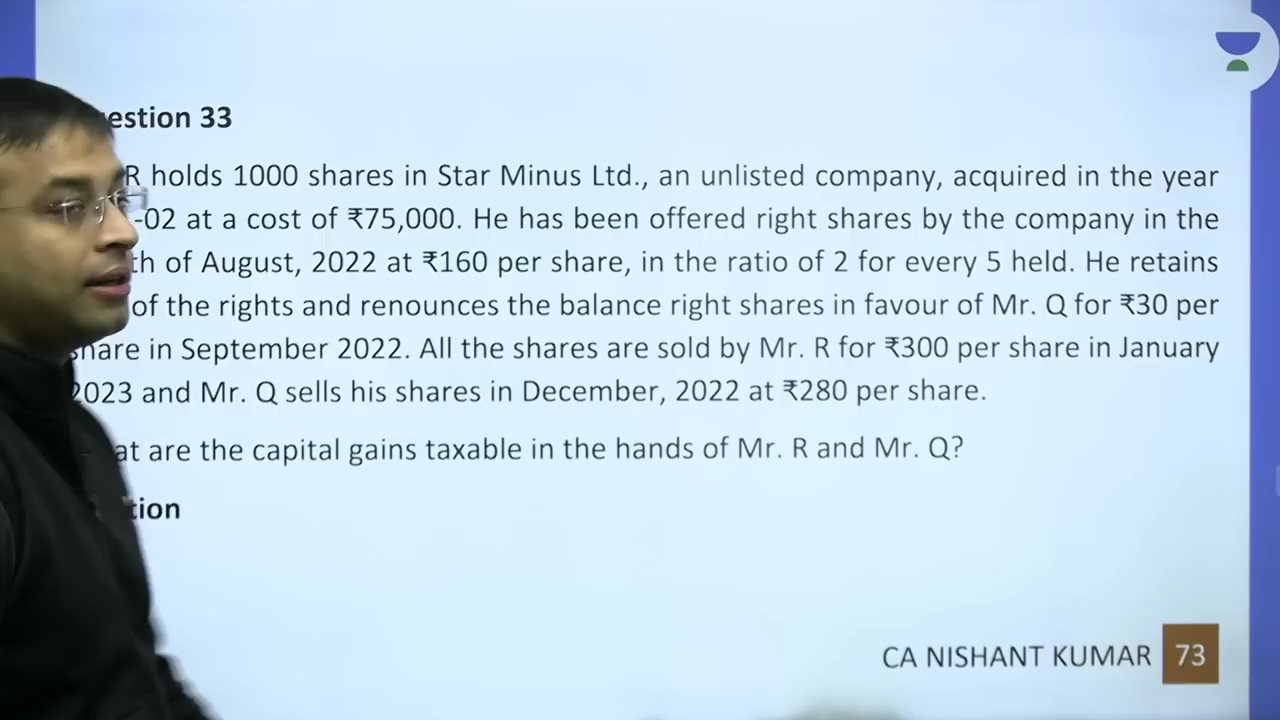 estion 33
R holds 1000 shares in Star Minus Ltd., an unlisted company, acquired in the year
-02 at a cost of ₹75,000. He has been offered right shares by the company in the
th of August, 2022 at ₹160 per share, in the ratio of 2 for every 5 held. He retains
of the rights and renounces the balance right shares in favour of Mr. Q for ₹30 per
share in September 2022. All the shares are sold by Mr. R for ₹300 per share in January
2023 and Mr. Q sells his shares in December, 2022 at ₹280 per share.
at are the capital gains taxable in the hands of Mr. R and Mr. Q?
tion
CA NISHANT KUMAR 73